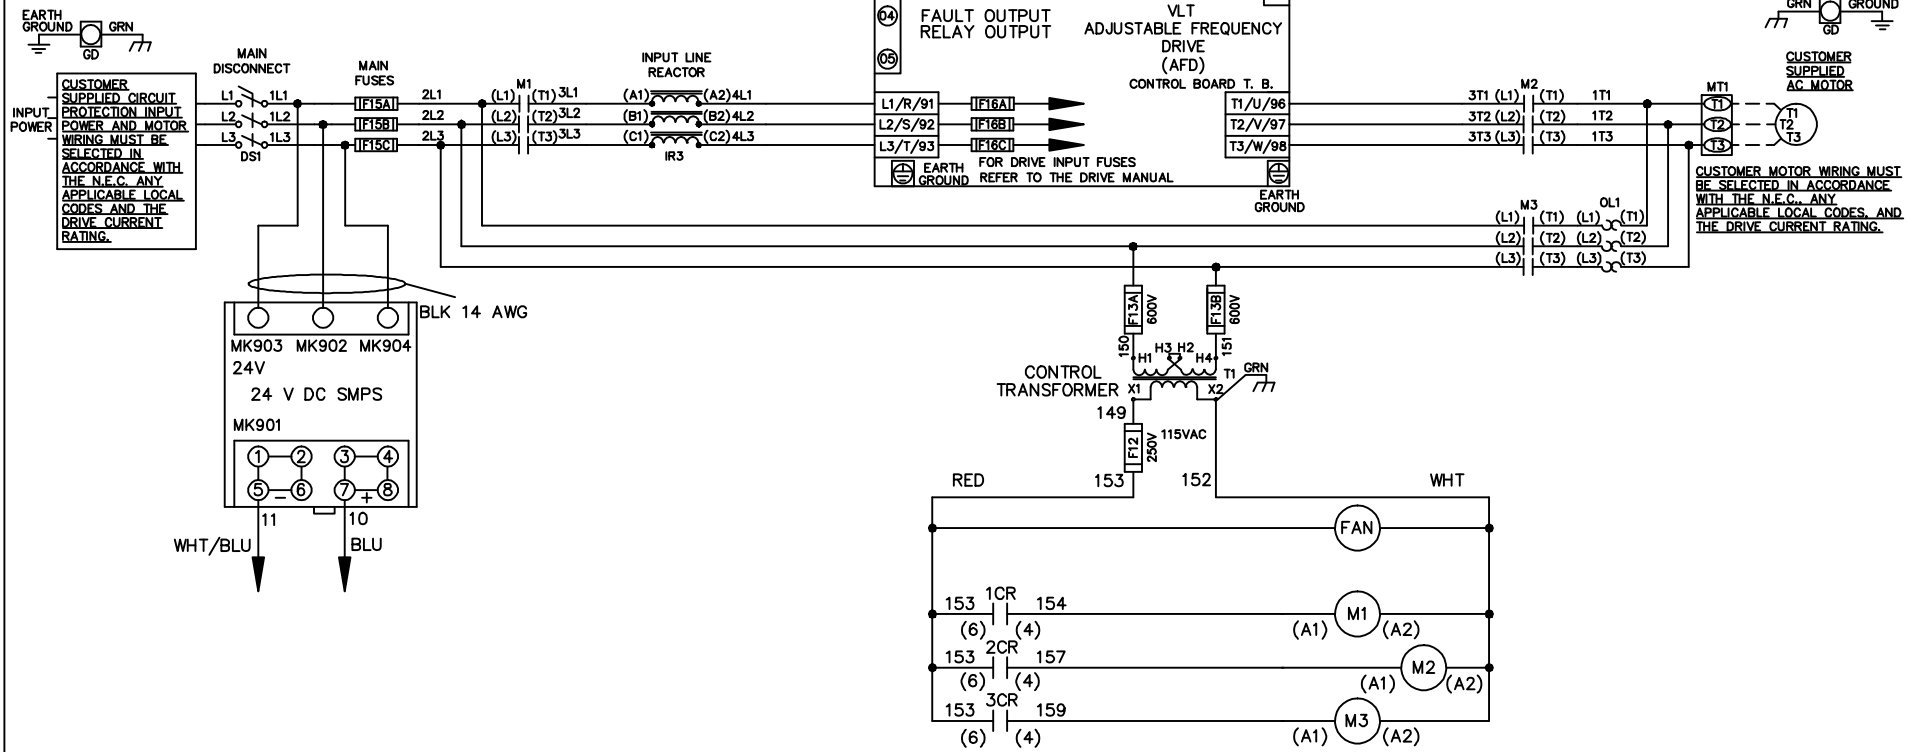 EARTH
GROUND
GRN
GD
MAIN
DISCONNECT
MAIN
FUSES
INPUT LINE
REACTOR
04
FAULT OUTPUT
RELAY OUTPUT
05
VLT
ADJUSTABLE FREQUENCY
DRIVE
(AFD)
CONTROL BOARD T. B.
GRN
GROUND
GD
CUSTOMER
SUPPLIED
AC MOTOR
INPUT
POWER
CUSTOMER
SUPPLIED CIRCUIT
PROTECTION INPUT
POWER AND MOTOR
WIRING MUST BE
SELECTED IN
ACCORDANCE WITH
THE N.E.C. ANY
APPLICABLE LOCAL
CODES AND THE
DRIVE CURRENT
RATING.
L1 1L1 F15A 2L1 (L1) M1 (T1) 3L1 (A1) (A2) 4L1 L1/R/91 F16A T1/U/96 3T1 (L1) M2 (T1) 1T1 MT1 T1 T1
L2 1L2 F15B 2L2 (L2) (T2) 3L2 (B1) (B2) 4L2 L2/S/92 F16B T2/V/97 3T2 (L2) (T2) 1T2 T2 T2
L3 1L3 F15C 2L3 (L3) (T3) 3L3 (C1) (C2) 4L3 L3/T/93 F16C T3/W/98 3T3 (L3) (T3) 1T3 T3 T3
DS1
IR3
EARTH
GROUND
FOR DRIVE INPUT FUSES
REFER TO THE DRIVE MANUAL
EARTH
GROUND
CUSTOMER MOTOR WIRING MUST
BE SELECTED IN ACCORDANCE
WITH THE N.E.C., ANY
APPLICABLE LOCAL CODES, AND
THE DRIVE CURRENT RATING.
M3 OL1
(L1) (T1) (L1) (T1)
(L2) (T2) (L2) (T2)
(L3) (T3) (L3) (T3)
BLK 14 AWG
MK903 MK902 MK904
24V
24 V DC SMPS
MK901
1 2 3 4
5 – 6 7 + 8
11 10
WHT/BLU BLU
F13A 600V F13B 600V
150 151
H1 H3 H2 H4
CONTROL
TRANSFORMER
T1 GRN
X1 X2
149
F12 250V 115VAC
RED 153 152 WHT
FAN
153 1CR 154 M1
(6) (4) (A1) (A2)
153 2CR 157 M2
(6) (4) (A1) (A2)
153 3CR 159 M3
(6) (4) (A1) (A2)